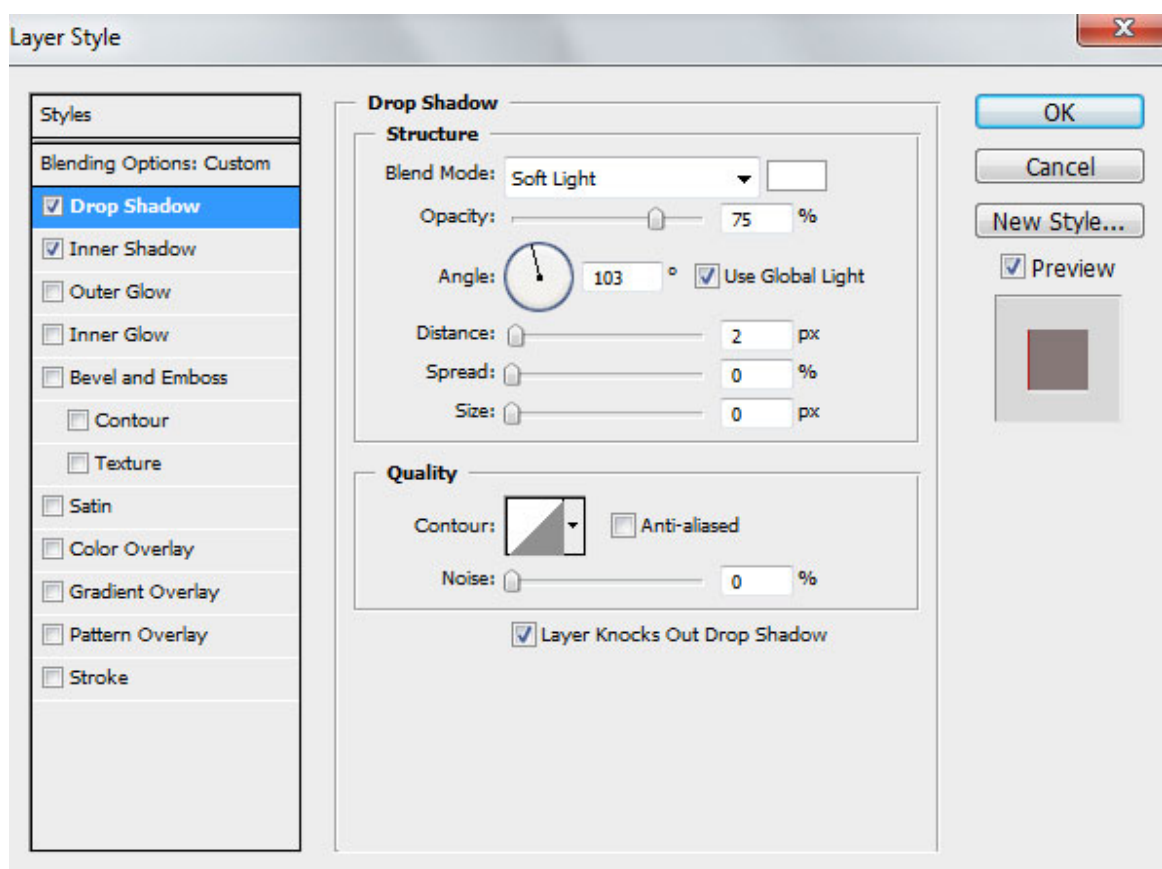 Layer Style
X
Styles
Blending Options: Custom
Drop Shadow
Inner Shadow
Outer Glow
Inner Glow
Bevel and Emboss
Contour
Texture
Satin
Color Overlay
Gradient Overlay
Pattern Overlay
Stroke
Drop Shadow
Structure
Blend Mode: Soft Light
Opacity: 75 %
Angle: 103 ° Use Global Light
Distance: 2 px
Spread: 0 %
Size: 0 px
Quality
Contour: Anti-aliased
Noise: 0 %
Layer Knocks Out Drop Shadow
OK
Cancel
New Style...
Preview